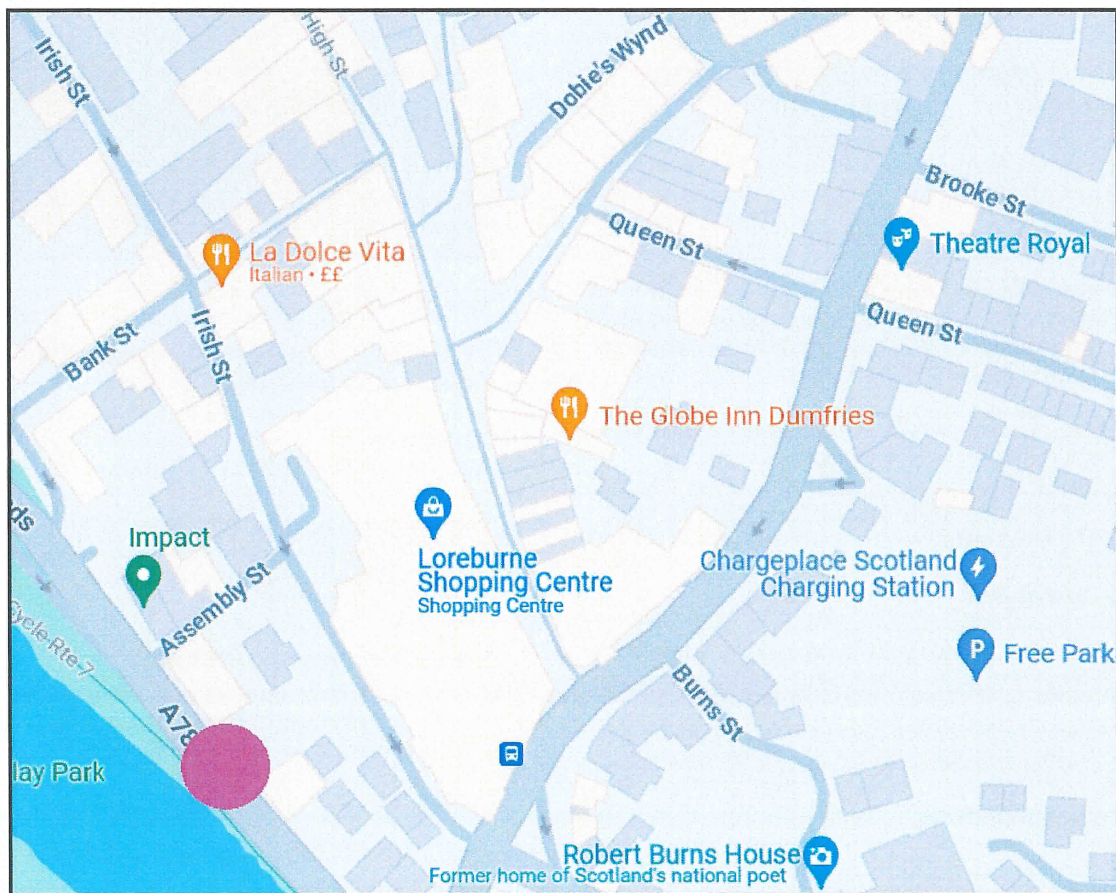 Irish St
High St
Dobie's Wynd
Brooke St
Queen St
Theatre Royal
La Dolce Vita
Italian • ££
Queen St
Bank St
Irish St
The Globe Inn Dumfries
ds
Impact
Loreburne
Shopping Centre
Shopping Centre
Chargeplace Scotland
Charging Station
Assembly St
Cycle Rte 7
P
Free Park
Burns St
A78
lay Park
Robert Burns House
Former home of Scotland's national poet